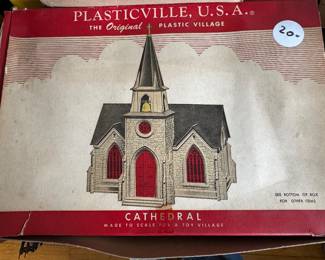 PLASTICVILLE, U.S.A.®
THE Original PLASTIC VILLAGE
20-
SEE BOTTOM OF BOX
FOR OTHER ITEMS
CATHEDRAL
MADE TO SCALE FOR A TOY VILLAGE